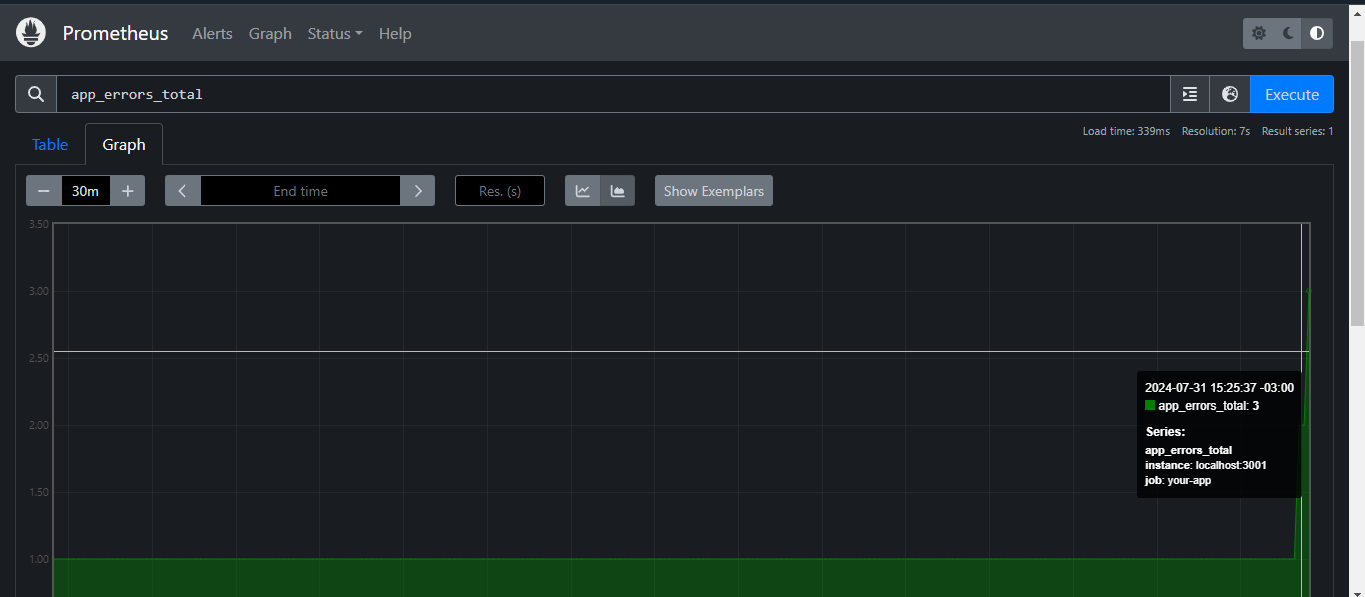 Prometheus Alerts Graph Status Help
app_errors_total Execute
Load time: 339ms Resolution: 7s Result series: 1
Table Graph
− 30m + End time Res. (s) Show Exemplars
3.50
3.00
2.50
2024-07-31 15:25:37 -03:00
app_errors_total: 3
2.00
Series:
app_errors_total
instance: localhost:3001
job: your-app
1.50
1.00